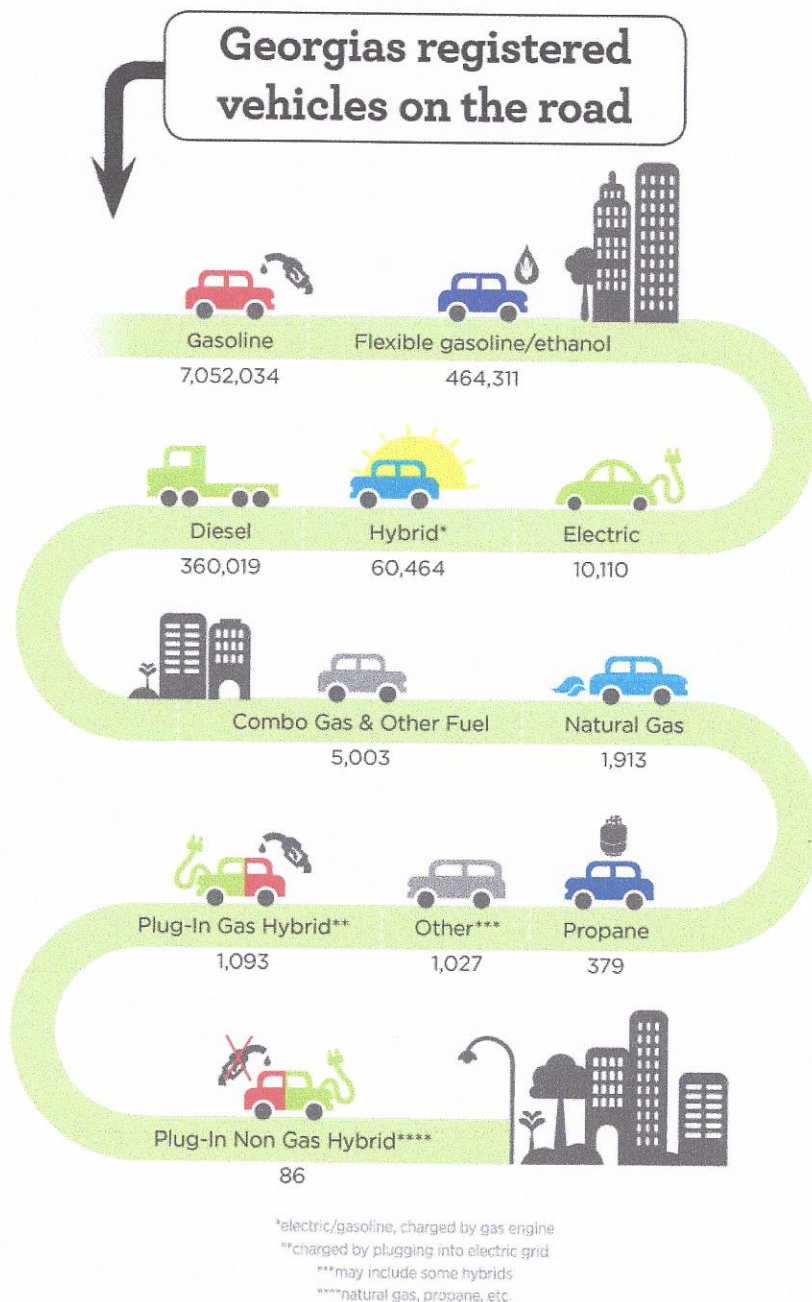 Georgias registered
vehicles on the road
Gasoline Flexible gasoline/ethanol
7,052,034 464,311
Diesel Hybrid* Electric
360,019 60,464 10,110
Combo Gas & Other Fuel Natural Gas
5,003 1,913
Plug-In Gas Hybrid** Other*** Propane
1,093 1,027 379
Plug-In Non Gas Hybrid****
86
*electric/gasoline, charged by gas engine
**charged by plugging into electric grid
***may include some hybrids
****natural gas, propane, etc.